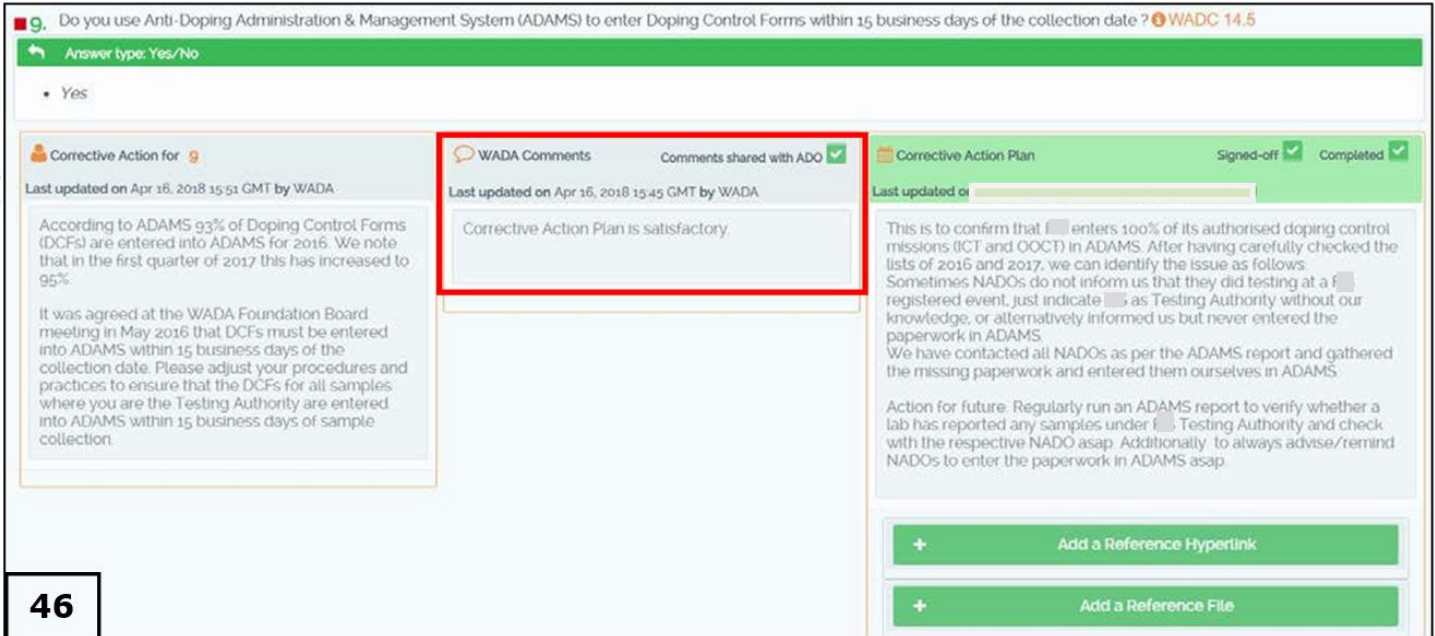 9. Do you use Anti-Doping Administration & Management System (ADAMS) to enter Doping Control Forms within 15 business days of the collection date ? WADC 14.5
Answer type: Yes/No
• Yes
Corrective Action for 9
Last updated on Apr 16, 2018 15:51 GMT by WADA
According to ADAMS 93% of Doping Control Forms
(DCFs) are entered into ADAMS for 2016. We note
that in the first quarter of 2017 this has increased to
95%.
It was agreed at the WADA Foundation Board
meeting in May 2016 that DCFs must be entered
into ADAMS within 15 business days of the
collection date. Please adjust your procedures and
practices to ensure that the DCFs for all samples
where you are the Testing Authority are entered
into ADAMS within 15 business days of sample
collection.
WADA Comments Comments shared with ADO
Last updated on Apr 16, 2018 15:45 GMT by WADA
Corrective Action Plan is satisfactory.
Corrective Action Plan Signed-off Completed
Last updated
This is to confirm that enters 100% of its authorised doping control
missions (ICT and OOCT) in ADAMS. After having carefully checked the
lists of 2016 and 2017, we can identify the issue as follows:
Sometimes NADOs do not inform us that they did testing at a
registered event, just indicate as Testing Authority without our
knowledge, or alternatively informed us but never entered the
paperwork in ADAMS.
We have contacted all NADOs as per the ADAMS report and gathered
the missing paperwork and entered them ourselves in ADAMS.
Action for future: Regularly run an ADAMS report to verify whether a
lab has reported any samples under Testing Authority and check
with the respective NADO asap. Additionally to always advise/remind
NADOs to enter the paperwork in ADAMS asap.
+ Add a Reference Hyperlink
+ Add a Reference File
46